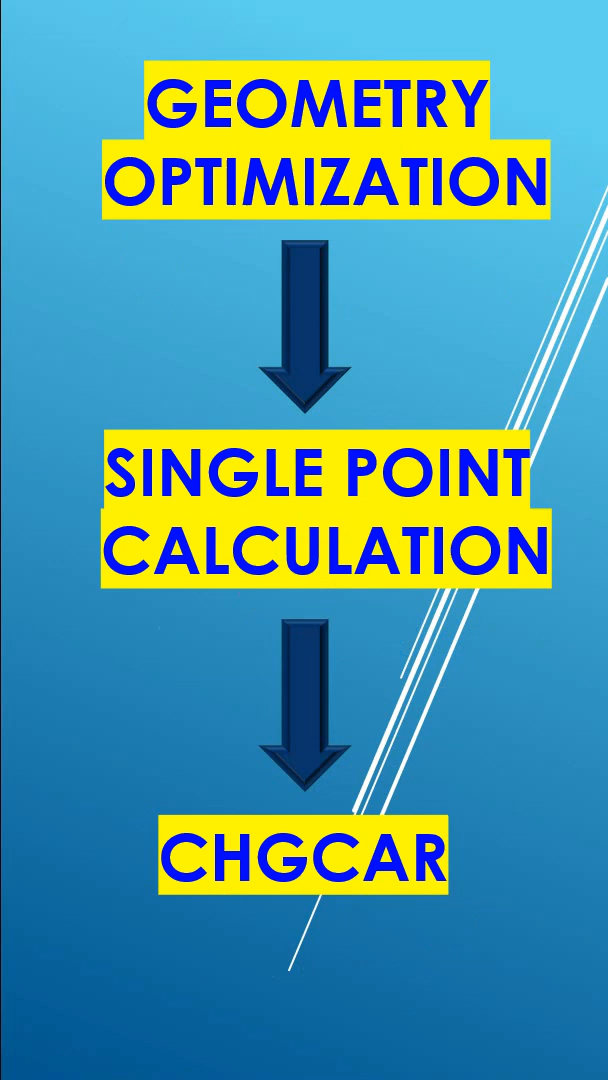 GEOMETRY
OPTIMIZATION
SINGLE POINT
CALCULATION
CHGCAR